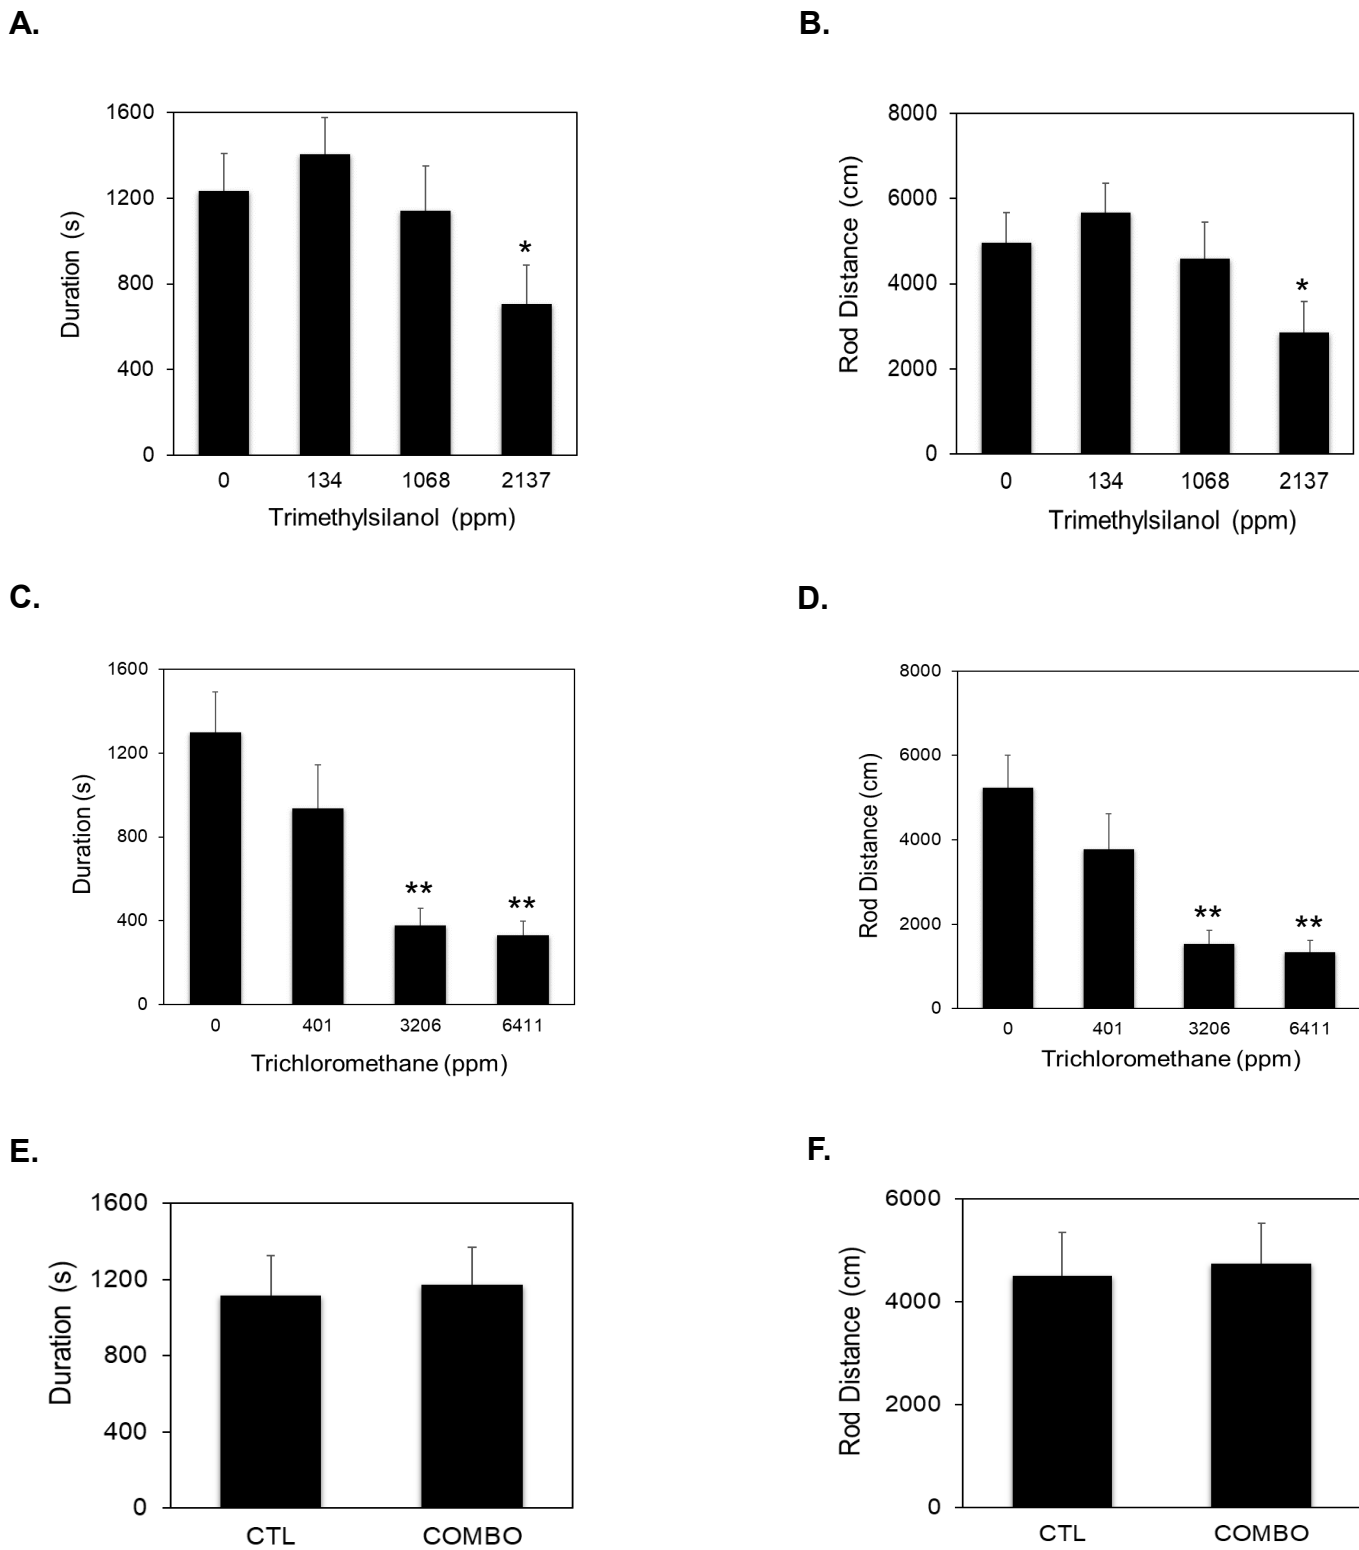 A.
B.
1600
1200
800
400
0
Duration (s)
*
0 134 1068 2137
Trimethylsilanol (ppm)
8000
6000
4000
2000
0
Rod Distance (cm)
*
0 134 1068 2137
Trimethylsilanol (ppm)
C.
D.
1600
1200
800
400
0
Duration (s)
** **
0 401 3206 6411
Trichloromethane (ppm)
8000
6000
4000
2000
0
Rod Distance (cm)
** **
0 401 3206 6411
Trichloromethane (ppm)
E.
F.
1600
1200
800
400
0
Duration (s)
CTL COMBO
6000
4000
2000
0
Rod Distance (cm)
CTL COMBO